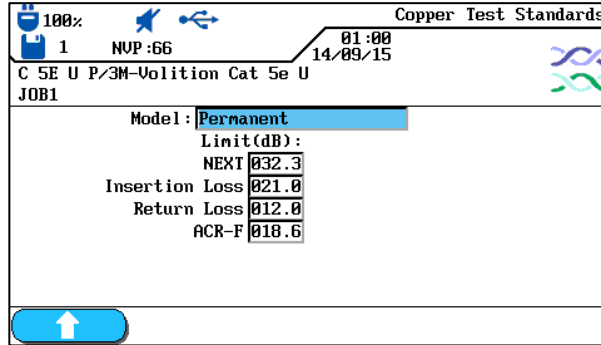 100% Copper Test Standards
1 NVP:66 01:00
14/09/15
C 5E U P/3M-Volition Cat 5e U
JOB1
Model: Permanent
Limit(dB):
NEXT 032.3
Insertion Loss 021.0
Return Loss 012.0
ACR-F 018.6